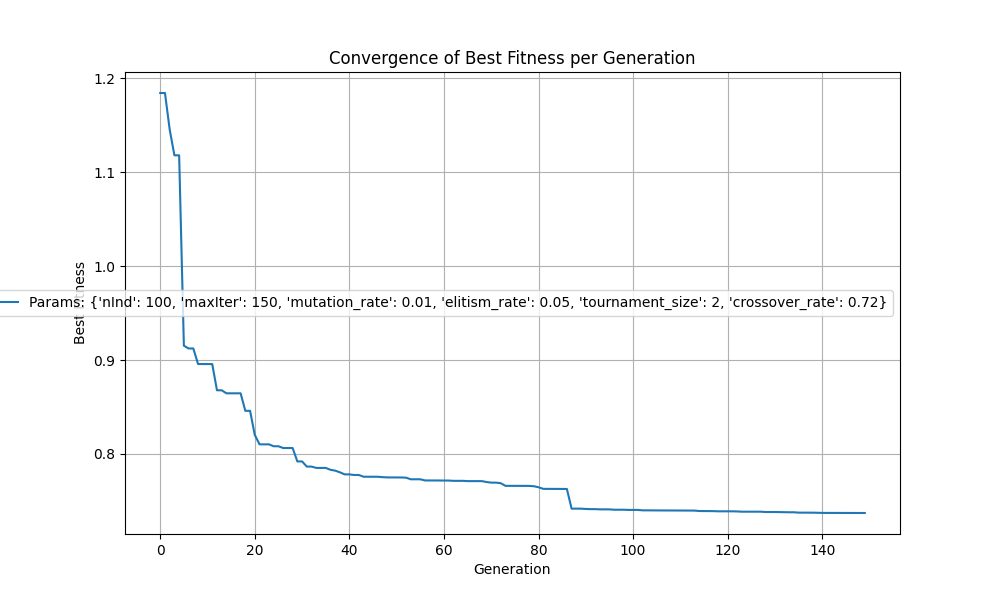 Convergence of Best Fitness per Generation
1.2
1.1
1.0
0.9
0.8
Best
ness
Params: {'nInd': 100, 'maxIter': 150, 'mutation_rate': 0.01, 'elitism_rate': 0.05, 'tournament_size': 2, 'crossover_rate': 0.72}
0 20 40 60 80 100 120 140
Generation